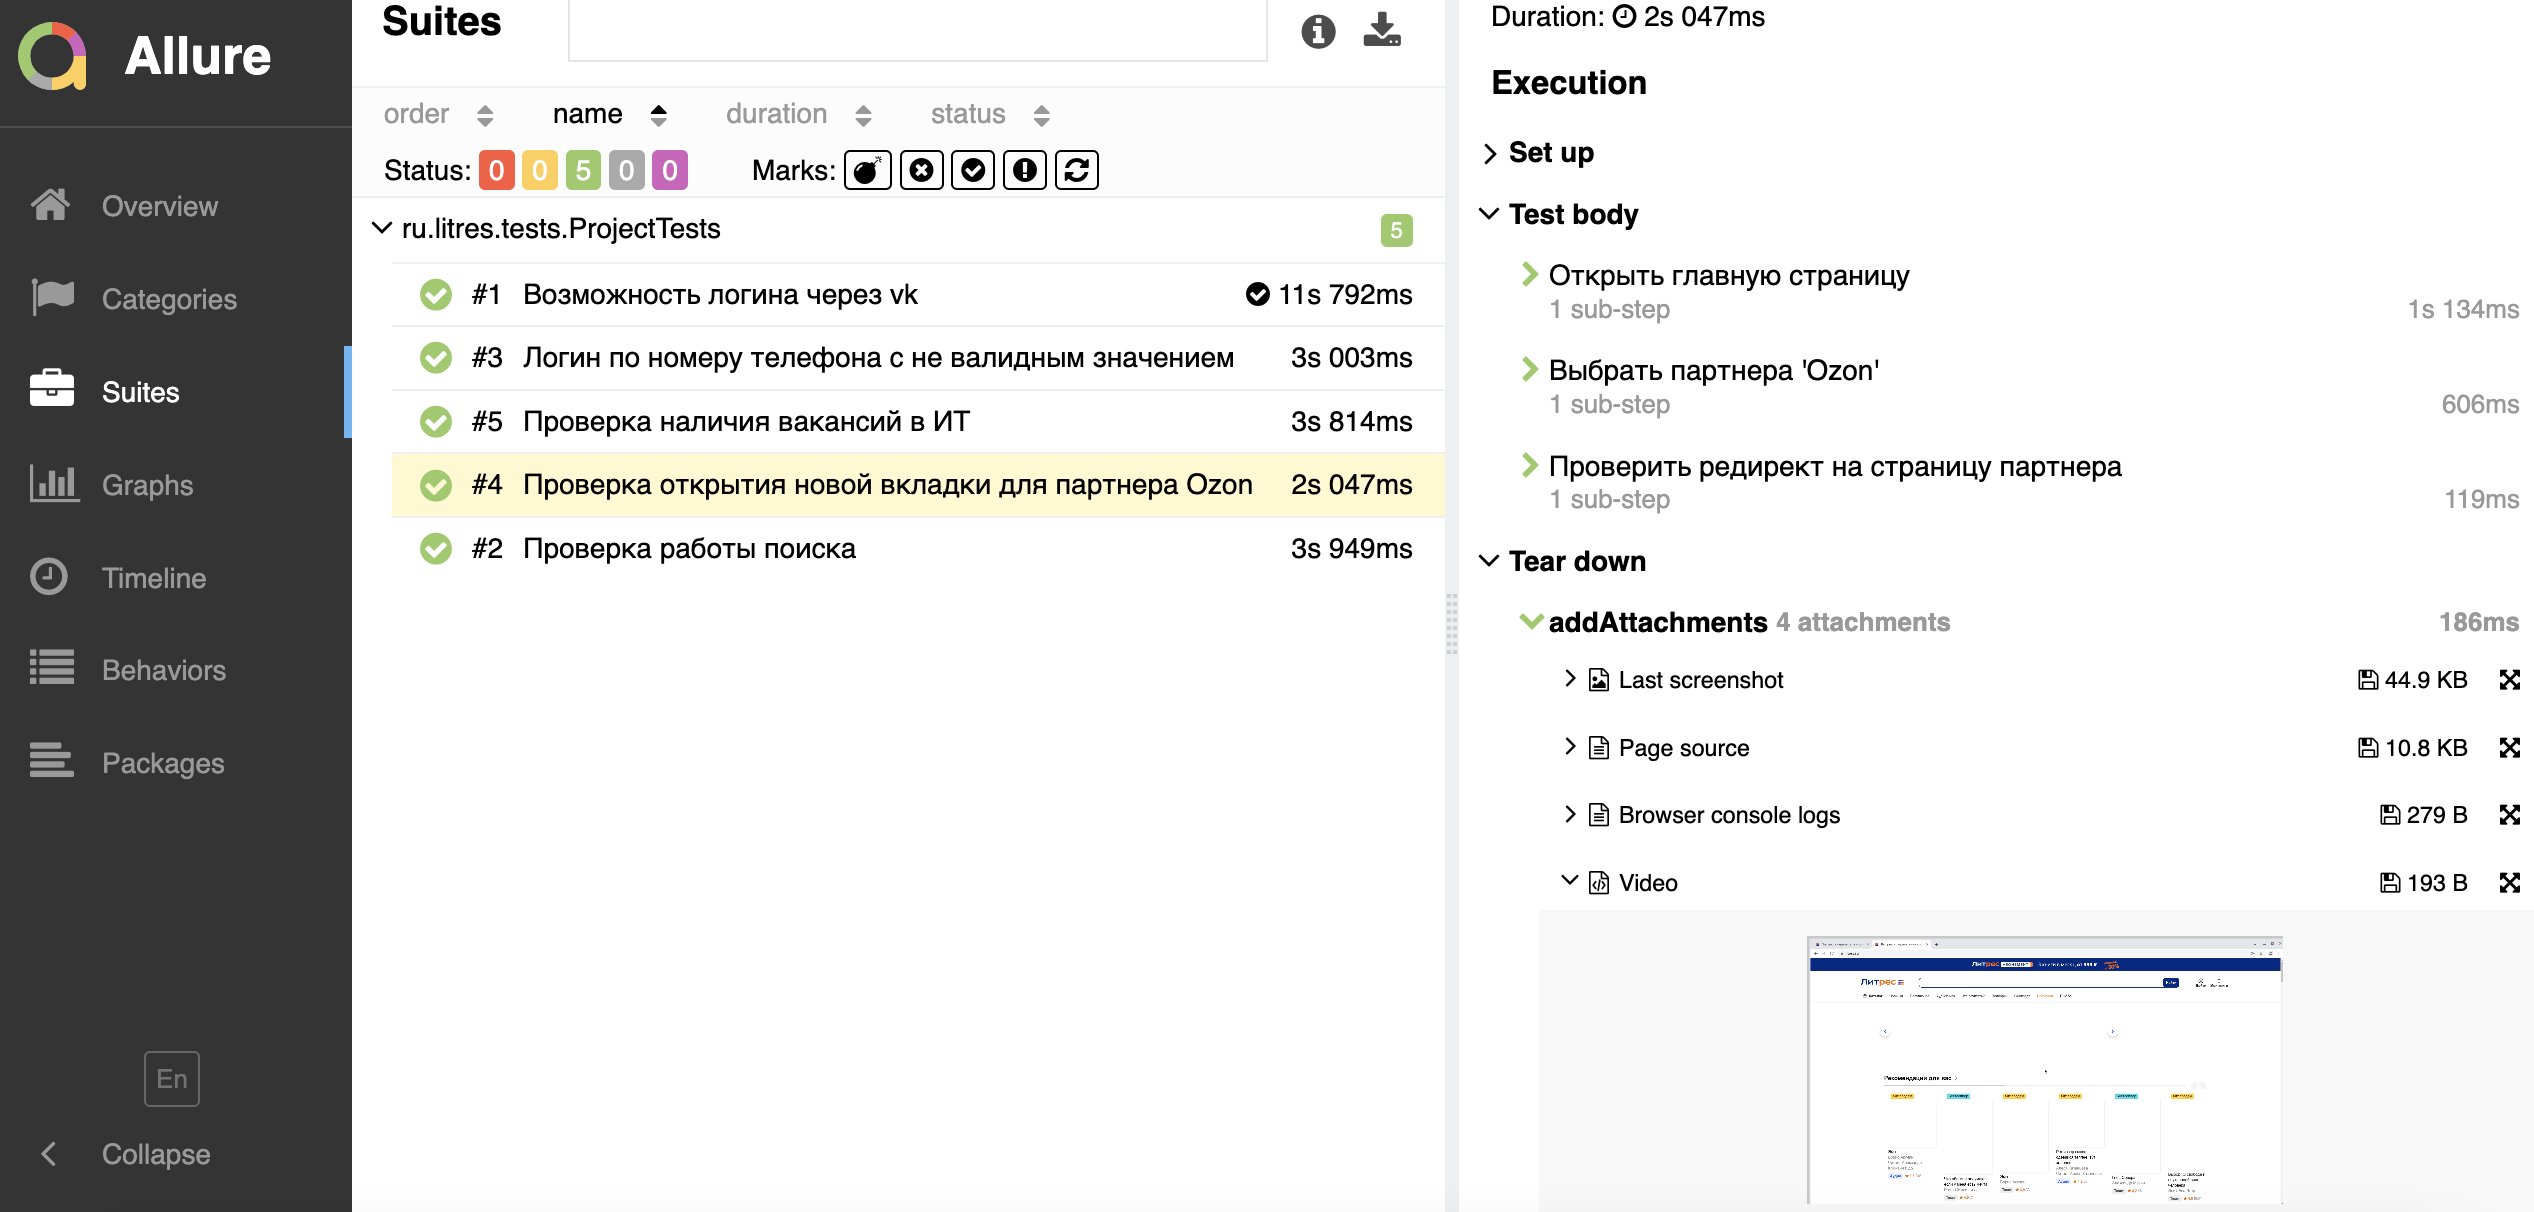 Allure
Overview
Categories
Suites
Graphs
Timeline
Behaviors
Packages
En
Collapse
Suites
order name duration status
Status: 0 0 5 0 0 Marks:
ru.litres.tests.ProjectTests 5
#1 Возможность логина через vk 11s 792ms
#3 Логин по номеру телефона с не валидным значением 3s 003ms
#5 Проверка наличия вакансий в ИТ 3s 814ms
#4 Проверка открытия новой вкладки для партнера Ozon 2s 047ms
#2 Проверка работы поиска 3s 949ms
Duration: 2s 047ms
Execution
Set up
Test body
Открыть главную страницу
1 sub-step 1s 134ms
Выбрать партнера 'Ozon'
1 sub-step 606ms
Проверить редирект на страницу партнера
1 sub-step 119ms
Tear down
addAttachments 4 attachments 186ms
Last screenshot 44.9 KB
Page source 10.8 KB
Browser console logs 279 B
Video 193 B
Литрес
Литрес
Рекомендации для вас